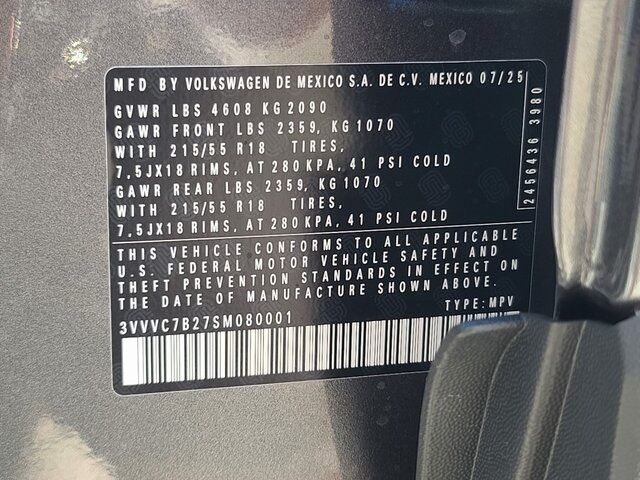 MFD BY VOLKSWAGEN DE MEXICO S.A. DE C.V. MEXICO 07/25
GVWR LBS 4608 KG 2090
GAWR FRONT LBS 2359, KG 1070
WITH 215/55 R18 TIRES,
7,5JX18 RIMS, AT 280 KPA, 41 PSI COLD
GAWR REAR LBS 2359, KG 1070
WITH 215/55 R18 TIRES,
7,5JX18 RIMS, AT 280 KPA, 41 PSI COLD
THIS VEHICLE CONFORMS TO ALL APPLICABLE
U.S. FEDERAL MOTOR VEHICLE SAFETY AND
THEFT PREVENTION STANDARDS IN EFFECT ON
THE DATE OF MANUFACTURE SHOWN ABOVE.
3VVVC7B27SM080001 TYPE: MPV
2456436 3980